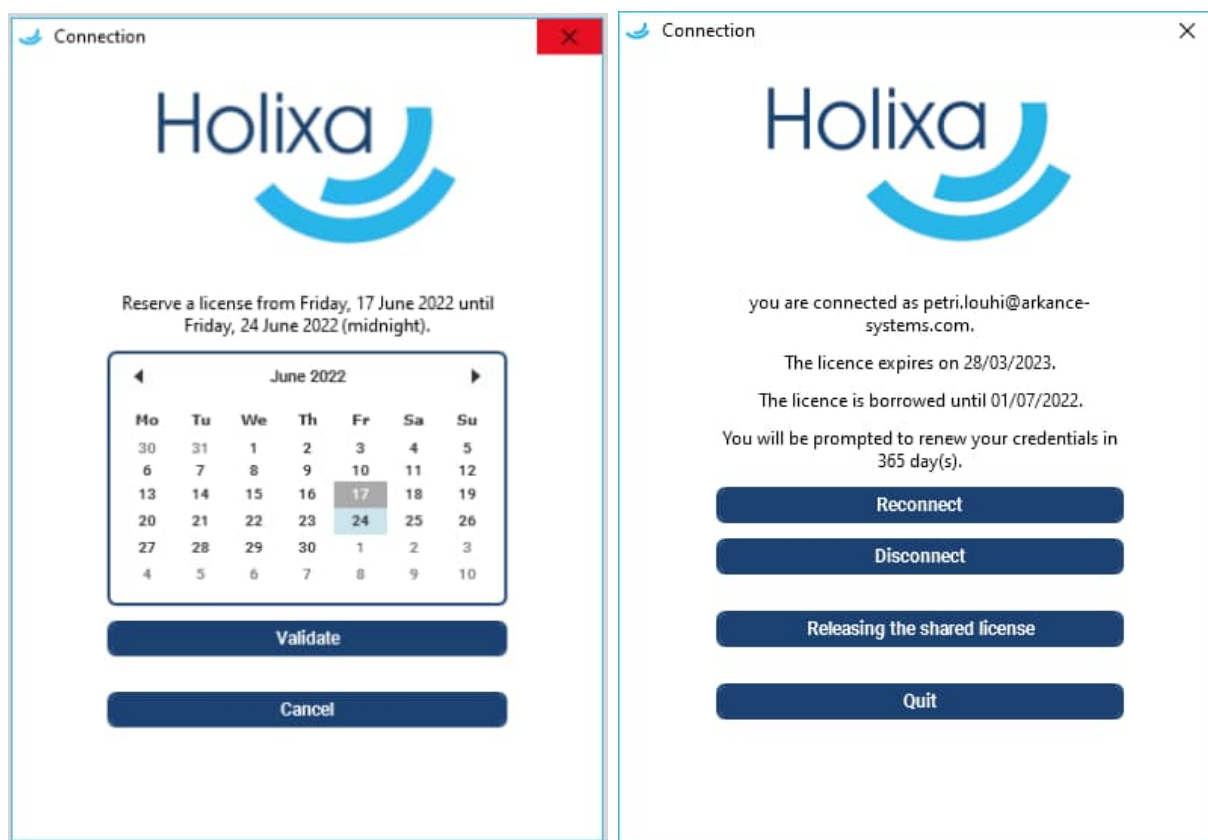 Connection
Holixa
Reserve a license from Friday, 17 June 2022 until
Friday, 24 June 2022 (midnight).
June 2022
Mo Tu We Th Fr Sa Su
30 31 1 2 3 4 5
6 7 8 9 10 11 12
13 14 15 16 17 18 19
20 21 22 23 24 25 26
27 28 29 30 1 2 3
4 5 6 7 8 9 10
Validate
Cancel
Connection
Holixa
you are connected as petri.louhi@arkance-
systems.com.
The licence expires on 28/03/2023.
The licence is borrowed until 01/07/2022.
You will be prompted to renew your credentials in
365 day(s).
Reconnect
Disconnect
Releasing the shared license
Quit